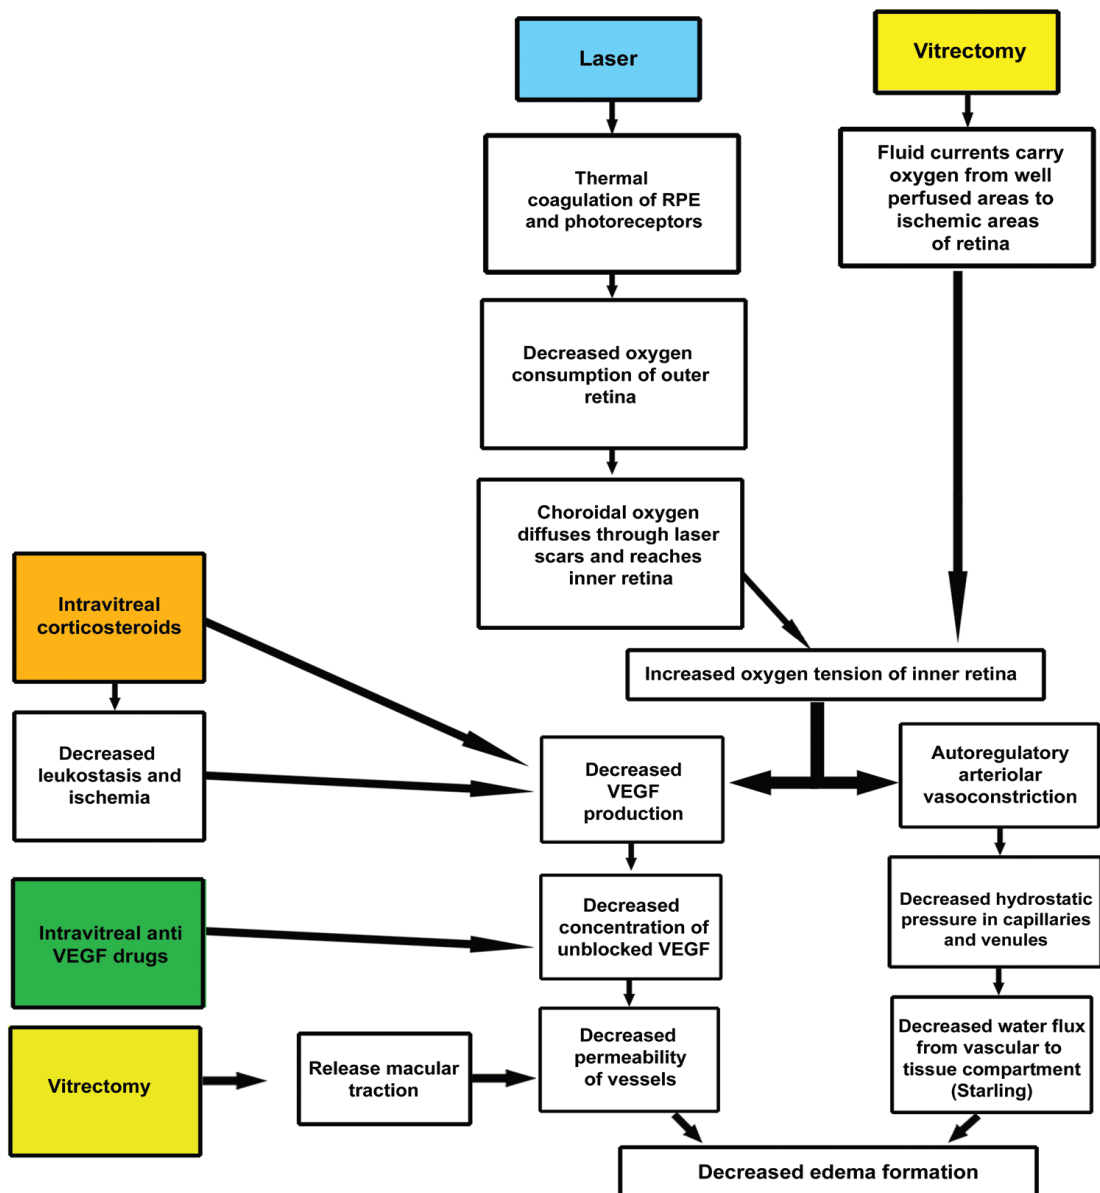 Laser
Vitrectomy
Thermal
coagulation of RPE
and photoreceptors
Fluid currents carry
oxygen from well
perfused areas to
ischemic areas
of retina
Decreased oxygen
consumption of outer
retina
Choroidal oxygen
diffuses through laser
scars and reaches
inner retina
Intravitreal
corticosteroids
Increased oxygen tension of inner retina
Decreased
leukostasis and
ischemia
Decreased
VEGF
production
Autoregulatory
arteriolar
vasoconstriction
Intravitreal anti
VEGF drugs
Decreased
concentration of
unblocked VEGF
Decreased hydrostatic
pressure in capillaries
and venules
Vitrectomy
Release macular
traction
Decreased
permeability
of vessels
Decreased water flux
from vascular to
tissue compartment
(Starling)
Decreased edema formation